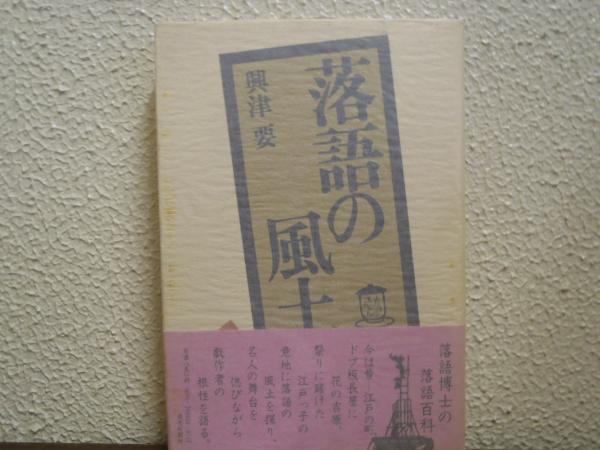 落語の
風土
興津 要
落語博士の
落語百科
今は昔、江戸の町、
ドブ板長屋に
花の吉原、
祭りに賭けた
江戸っ子の
意地に落語の
風土を探り、
名人の舞台を
偲びながら
戯作者の
根性を語る。